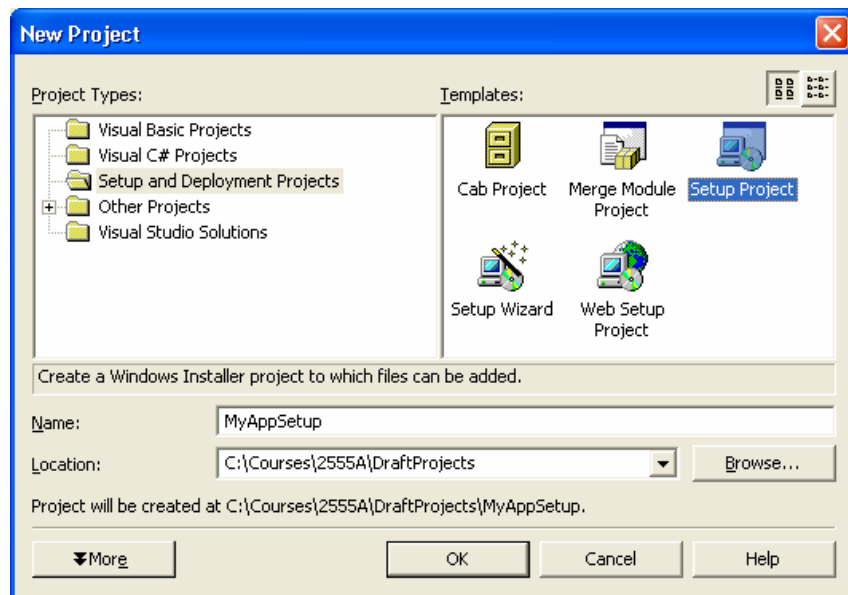 New Project
Project Types:
Templates:
Visual Basic Projects
Visual C# Projects
Setup and Deployment Projects
Other Projects
Visual Studio Solutions
Cab Project
Merge Module
Project
Setup Project
Setup Wizard
Web Setup
Project
Create a Windows Installer project to which files can be added.
Name:
MyAppSetup
Location:
C:\Courses\2555A\DraftProjects
Browse...
Project will be created at C:\Courses\2555A\DraftProjects\MyAppSetup.
More
OK
Cancel
Help